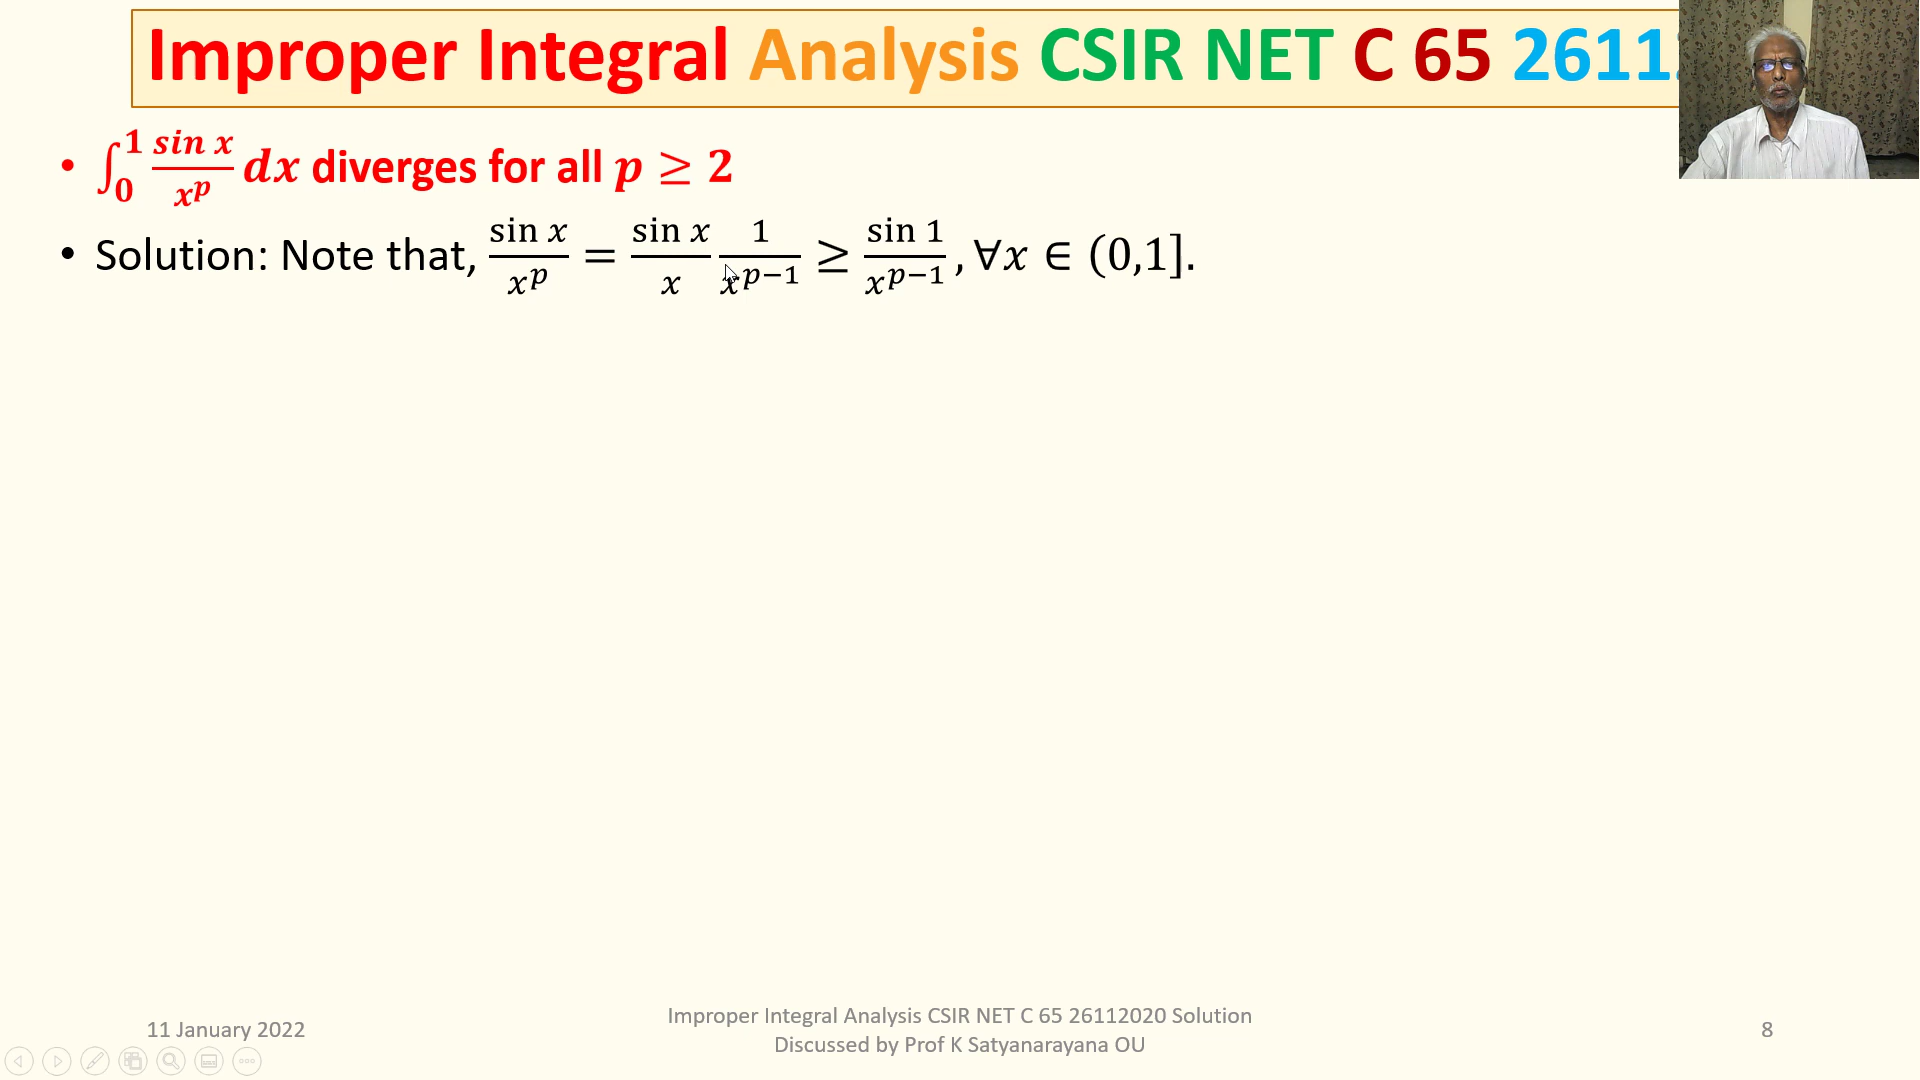 Improper Integral Analysis CSIR NET C 65 2611
• ∫₀¹ sin x / x^p dx diverges for all p ≥ 2
• Solution: Note that, sin x / x^p = sin x / x 1 / x^(p−1) ≥ sin 1 / x^(p−1), ∀x ∈ (0,1].
11 January 2022
Improper Integral Analysis CSIR NET C 65 26112020 Solution
Discussed by Prof K Satyanarayana OU
8